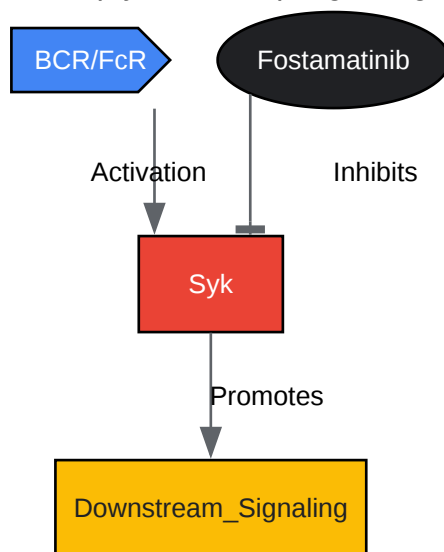 BCR/FcR
Fostamatinib
Activation
Inhibits
Syk
Promotes
Downstream_Signaling